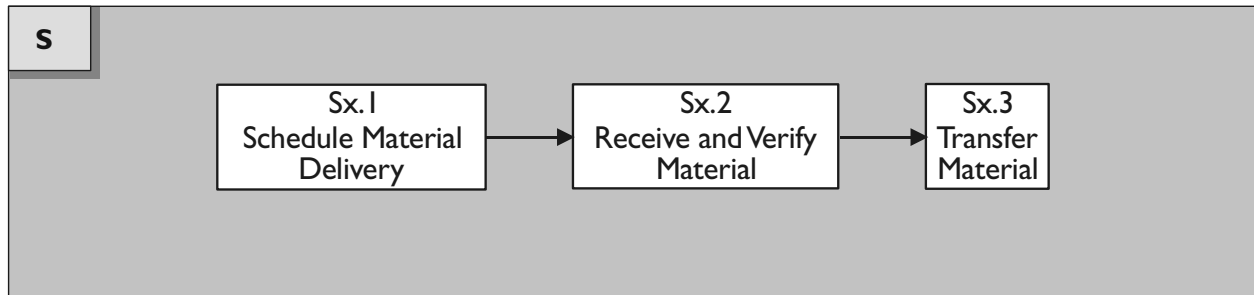 S
Sx.1
Schedule Material
Delivery
Sx.2
Receive and Verify
Material
Sx.3
Transfer
Material